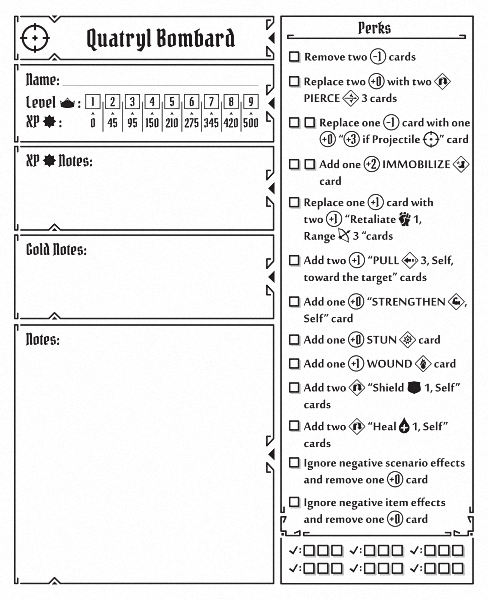 Quatryl Bombard
Name:
Level : 1 2 3 4 5 6 7 8 9
XP : 0 45 95 150 210 275 345 420 500
XP Notes:
Gold Notes:
Notes:
Perks
Remove two -1 cards
Replace two +0 with two
PIERCE 3 cards
Replace one -1 card with one
+0 “+3 if Projectile ” card
Add one +2 IMMOBILIZE
card
Replace one +1 card with
two +1 “Retaliate 1,
Range 3 “cards
Add two +1 “PULL 3, Self,
toward the target” cards
Add one +0 “STRENGTHEN ,
Self” card
Add one +0 STUN card
Add one +1 WOUND card
Add two “Shield 1, Self”
cards
Add two “Heal 1, Self”
cards
Ignore negative scenario effects
and remove one +0 card
Ignore negative item effects
and remove one +0 card
✓: ✓: ✓:
✓: ✓: ✓: